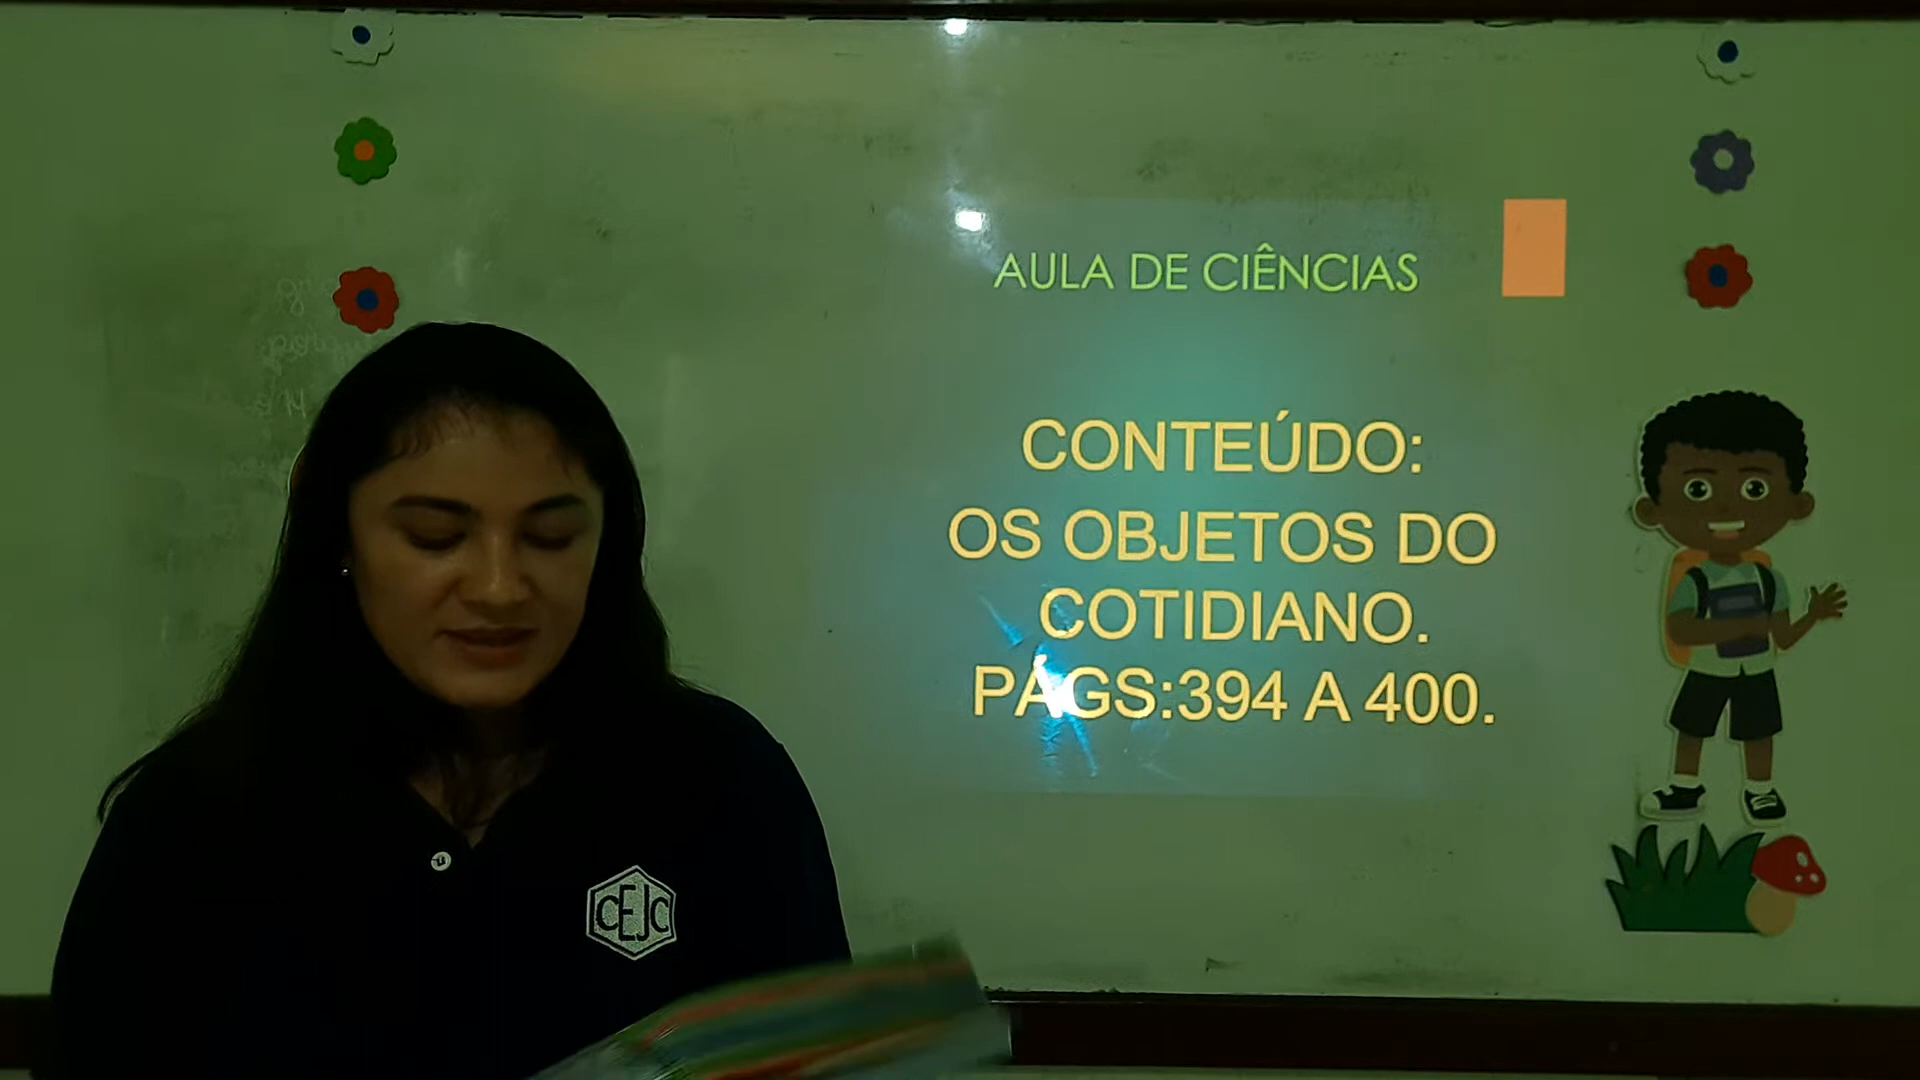 AULA DE CIÊNCIAS
CONTEÚDO:
OS OBJETOS DO
COTIDIANO.
PÁGS:394 A 400.
CEJC